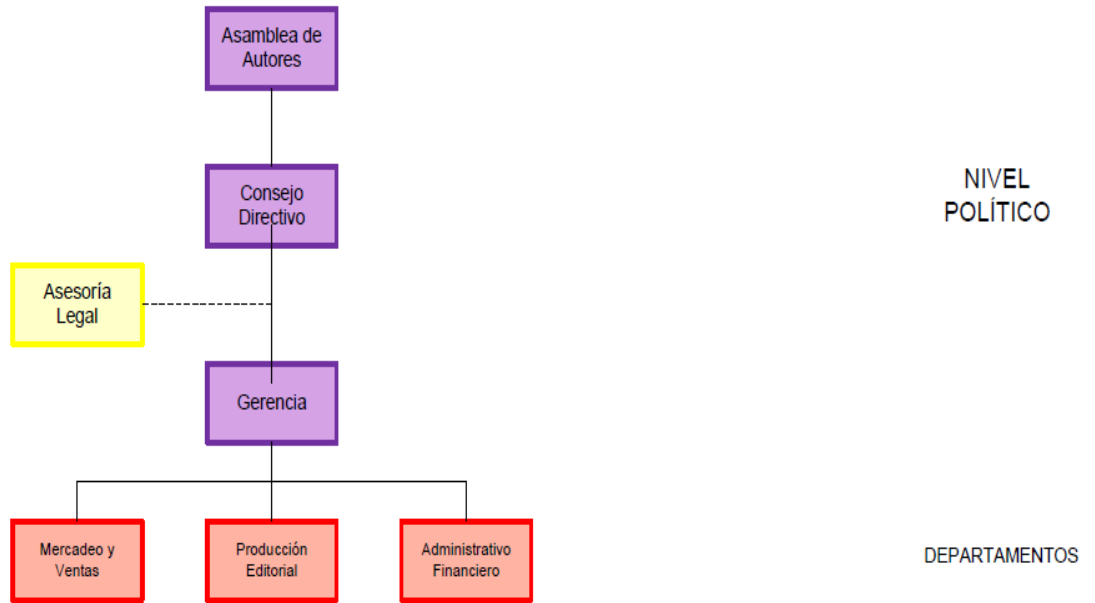 Asamblea de
Autores
Consejo
Directivo
NIVEL
POLÍTICO
Asesoría
Legal
Gerencia
Mercadeo y
Ventas
Producción
Editorial
Administrativo
Financiero
DEPARTAMENTOS